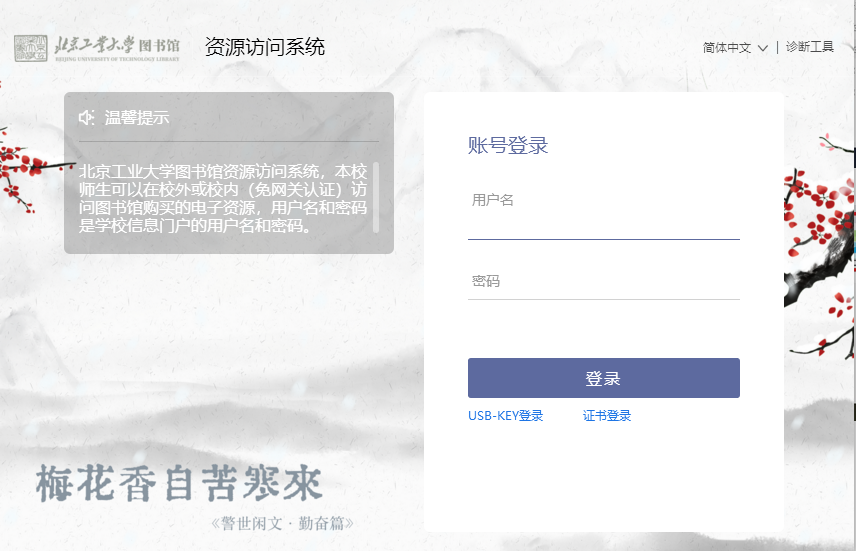 北京工业大学图书馆
BEIJING UNIVERSITY OF TECHNOLOGY LIBRARY
资源访问系统
简体中文 | 诊断工具
温馨提示
北京工业大学图书馆资源访问系统，本校
师生可以在校外或校内（免网关认证）访
问图书馆购买的电子资源，用户名和密码
是学校信息门户的用户名和密码。
账号登录
用户名
密码
登录
USB-KEY登录 证书登录
梅花香自苦寒來
《警世闲文·勤奋篇》